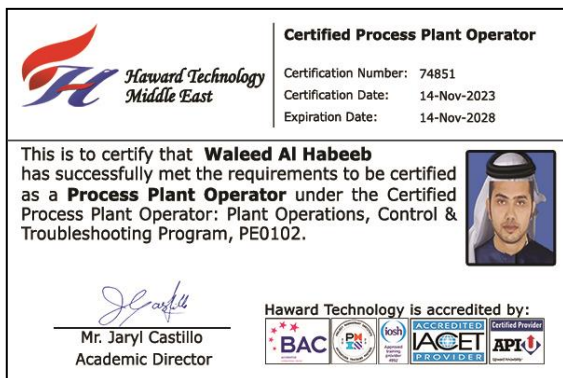 Haward Technology
Middle East
Certified Process Plant Operator
Certification Number: 74851
Certification Date: 14-Nov-2023
Expiration Date: 14-Nov-2028
This is to certify that Waleed Al Habeeb
has successfully met the requirements to be certified
as a Process Plant Operator under the Certified
Process Plant Operator: Plant Operations, Control &
Troubleshooting Program, PE0102.
Mr. Jaryl Castillo
Academic Director
Haward Technology is accredited by:
BAC
iosh
Approved
training
provider
ACCREDITED
IACET
PROVIDER
Certified Provider
API